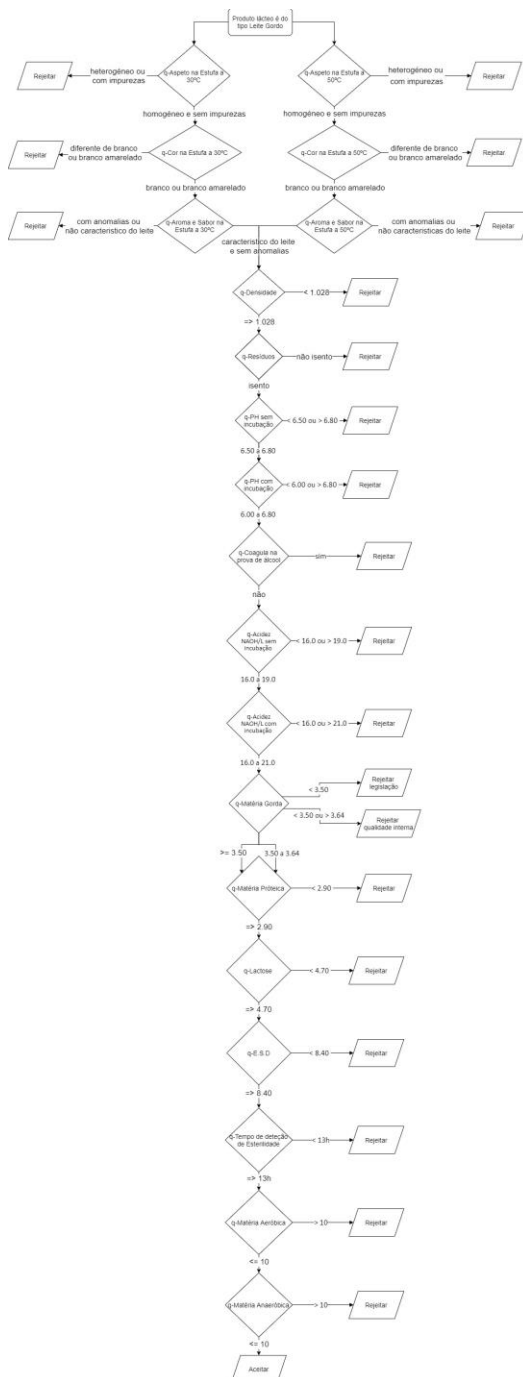 Produto lácteo é do
tipo Leite Gordo
Rejeitar
heterogéneo ou
com impurezas
q-Aspeto na Estufa a
30ºC
q-Aspeto na Estufa a
50ºC
heterogéneo ou
com impurezas
Rejeitar
homogéneo e sem impurezas
homogéneo e sem impurezas
Rejeitar
diferente de branco
ou branco amarelado
q-Cor na Estufa a 30ºC
q-Cor na Estufa a 50ºC
diferente de branco
ou branco amarelado
Rejeitar
branco ou branco amarelado
branco ou branco amarelado
Rejeitar
com anomalias ou
não caracteristico do leite
q-Aroma e Sabor na
Estufa a 30ºC
q-Aroma e Sabor na
Estufa a 50ºC
com anomalias ou
não caracteristicas do leite
Rejeitar
caracteristico do leite
e sem anomalias
q-Densidade
< 1.028
Rejeitar
=> 1.028
q-Resíduos
não isento
Rejeitar
isento
q-PH sem
incubação
< 6.50 ou > 6.80
Rejeitar
6.50 a 6.80
q-PH com
incubação
< 6.00 ou > 6.80
Rejeitar
6.00 a 6.80
q-Coagula na
prova de álcool
sim
Rejeitar
não
q-Acidez
NAOH/L sem
incubação
< 16.0 ou > 19.0
Rejeitar
16.0 a 19.0
q-Acidez
NAOH/L com
incubação
< 16.0 ou > 21.0
Rejeitar
16.0 a 21.0
q-Matéria Gorda
< 3.50
Rejeitar
legislação
< 3.50 ou > 3.64
Rejeitar
qualidade interna
>= 3.50
3.50 a 3.64
q-Matéria Protéica
< 2.90
Rejeitar
=> 2.90
q-Lactose
< 4.70
Rejeitar
=> 4.70
q-E.S.D
< 8.40
Rejeitar
=> 8.40
q-Tempo de deteção
de Esterilidade
< 13h
Rejeitar
=> 13h
q-Matéria Aeróbica
> 10
Rejeitar
<= 10
q-Matéria Anaeróbica
> 10
Rejeitar
<= 10
Aceitar